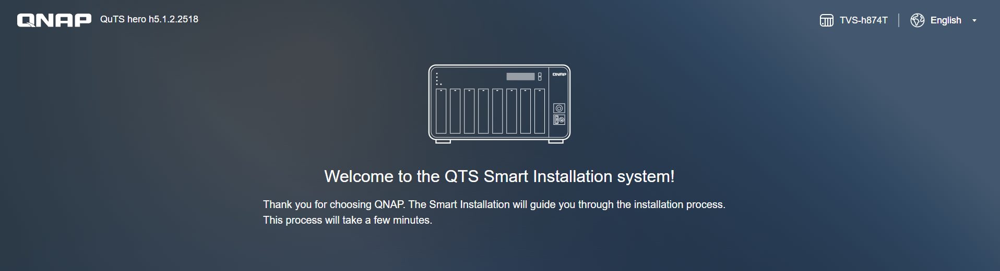 QNAP QuTS hero h5.1.2.2518 TVS-h874T English
QNAP
Welcome to the QTS Smart Installation system!
Thank you for choosing QNAP. The Smart Installation will guide you through the installation process.
This process will take a few minutes.